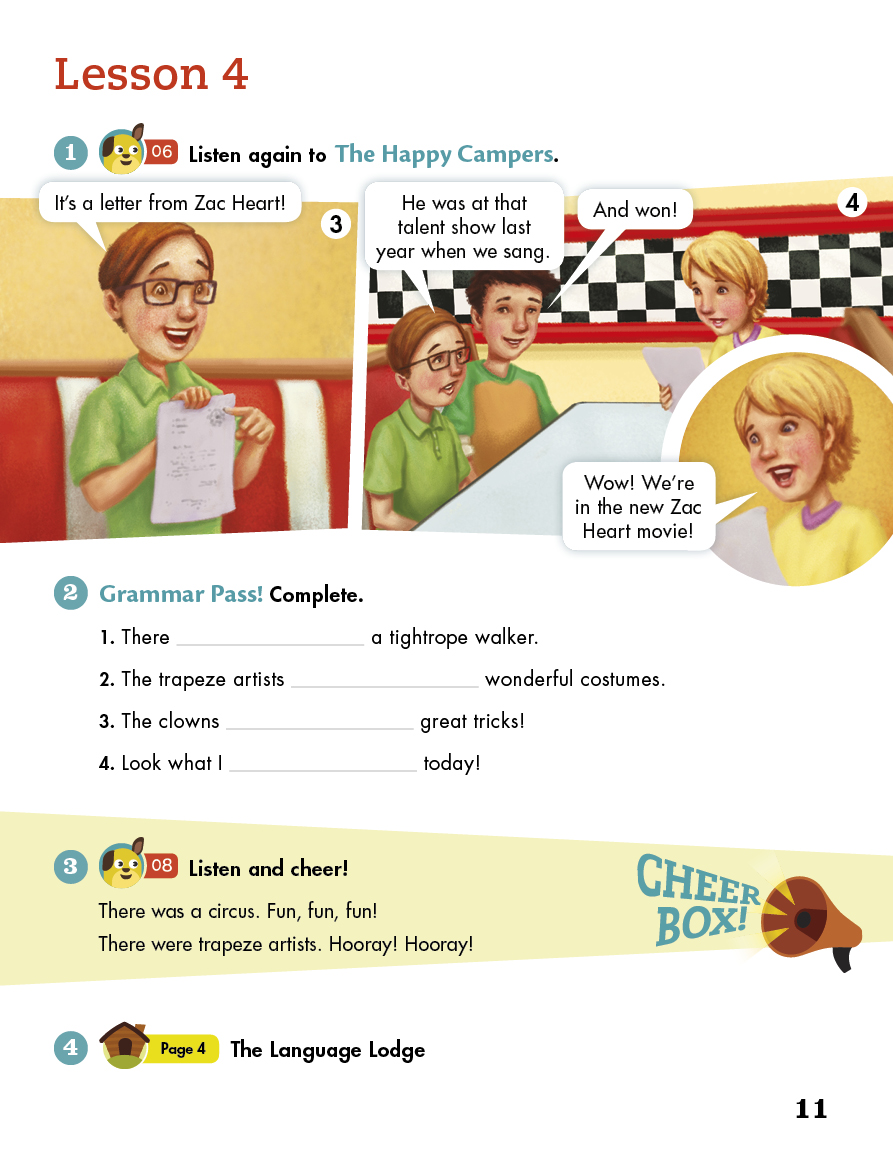 Lesson 4
1 06 Listen again to The Happy Campers.
It's a letter from Zac Heart!
3
He was at that
talent show last
year when we sang.
And won!
4
Wow! We're
in the new Zac
Heart movie!
2 Grammar Pass! Complete.
1. There ____ a tightrope walker.
2. The trapeze artists ____ wonderful costumes.
3. The clowns ____ great tricks!
4. Look what I ____ today!
3 08 Listen and cheer!
There was a circus. Fun, fun, fun!
There were trapeze artists. Hooray! Hooray!
CHEER
BOX!
4 Page 4 The Language Lodge
11